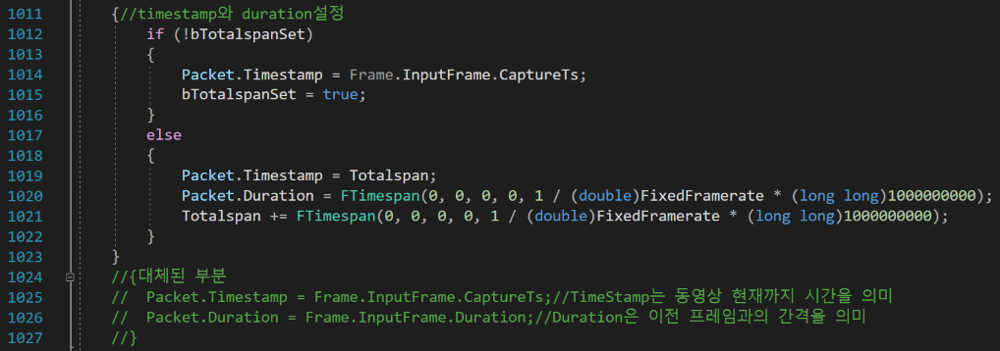 1011 {//timestamp와 duration설정
1012 if (!bTotalspanSet)
1013 {
1014 Packet.Timestamp = Frame.InputFrame.CaptureTs;
1015 bTotalspanSet = true;
1016 }
1017 else
1018 {
1019 Packet.Timestamp = Totalspan;
1020 Packet.Duration = FTimespan(0, 0, 0, 0, 1 / (double)FixedFramerate * (long long)1000000000);
1021 Totalspan += FTimespan(0, 0, 0, 0, 1 / (double)FixedFramerate * (long long)1000000000);
1022 }
1023 }
1024 //{대체된 부분
1025 // Packet.Timestamp = Frame.InputFrame.CaptureTs;//TimeStamp는 동영상 현재까지 시간을 의미
1026 // Packet.Duration = Frame.InputFrame.Duration;//Duration은 이전 프레임과의 간격을 의미
1027 //}